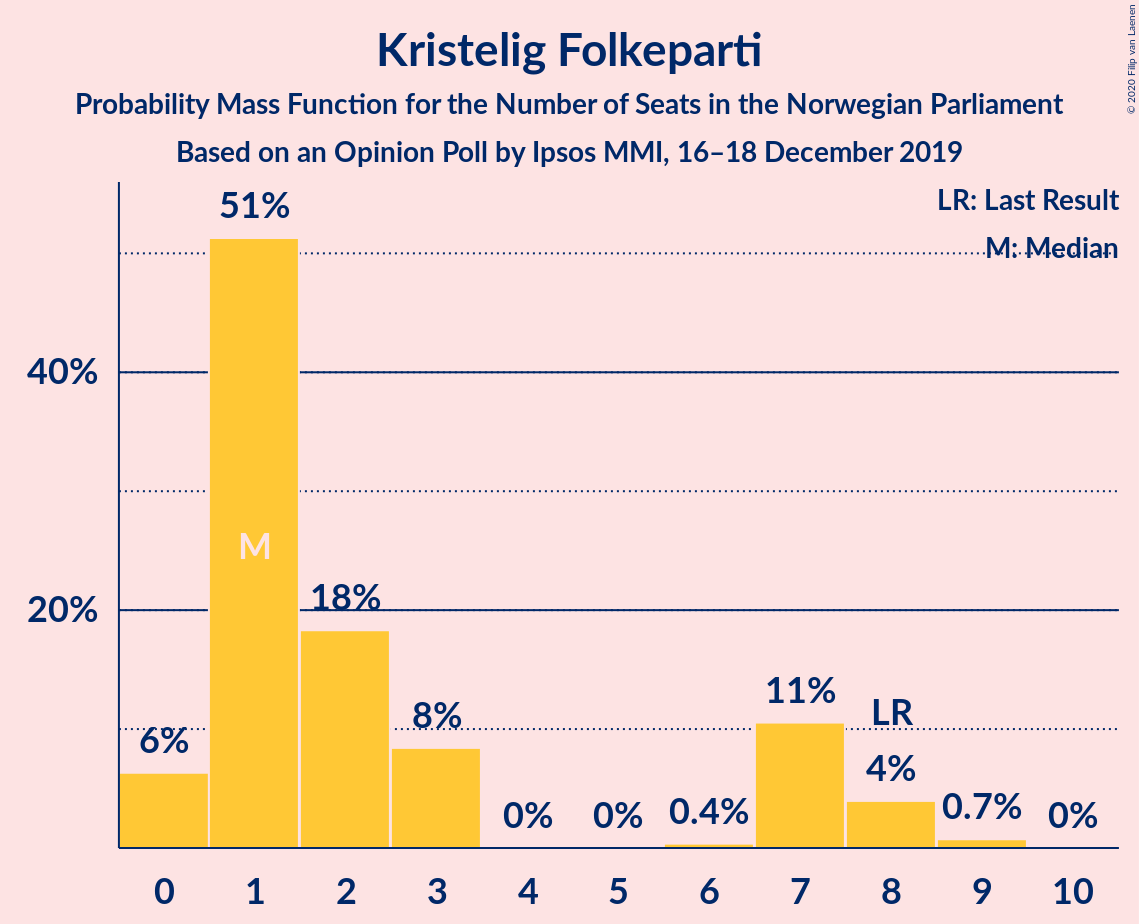 Kristelig Folkeparti
Probability Mass Function for the Number of Seats in the Norwegian Parliament
Based on an Opinion Poll by Ipsos MMI, 16–18 December 2019
© 2020 Filip van Laenen
LR: Last Result
M: Median
40%
20%
6%
51%
M
18%
8%
0%
0%
0.4%
11%
LR
4%
0.7%
0%
0 1 2 3 4 5 6 7 8 9 10